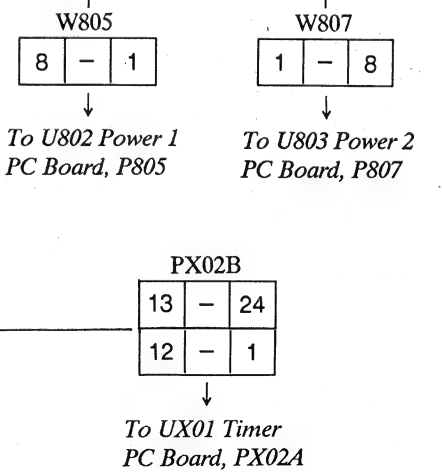 W805
8 – 1
To U802 Power 1
PC Board, P805
W807
1 – 8
To U803 Power 2
PC Board, P807
PX02B
13 – 24
12 – 1
To UX01 Timer
PC Board, PX02A